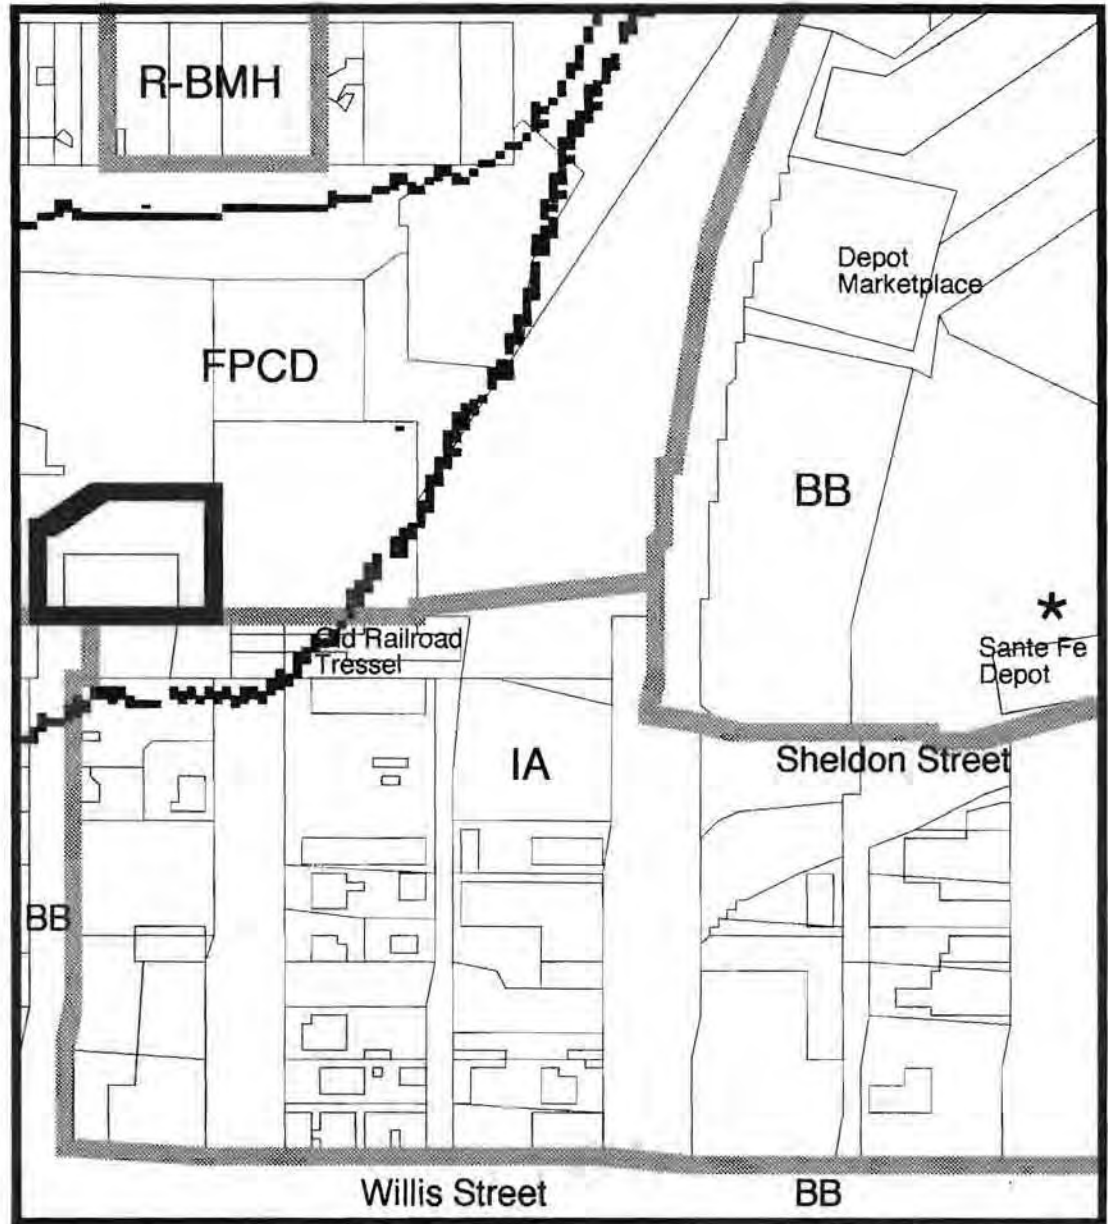 R-BMH
Depot
Marketplace
FPCD
BB
*
Old Railroad
Tressel
Sante Fe
Depot
IA
Sheldon Street
BB
Willis Street
BB